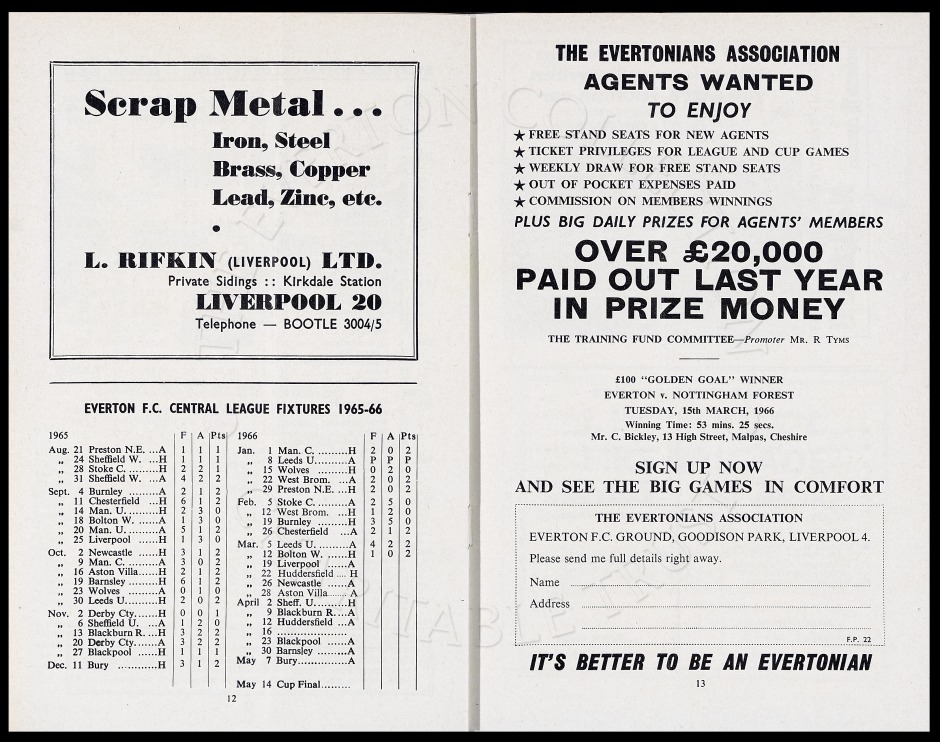 Scrap Metal...
Iron, Steel
Brass, Copper
Lead, Zinc, etc.
L. RIFKIN (LIVERPOOL) LTD.
Private Sidings :: Kirkdale Station
LIVERPOOL 20
Telephone — BOOTLE 3004/5
EVERTON F.C. CENTRAL LEAGUE FIXTURES 1965-66
1965 F A Pts
Aug. 21 Preston N.E. ...A 1 1 1
„ 24 Sheffield W. ...H 1 1 1
„ 28 Stoke C. ...........H 2 2 1
„ 31 Sheffield W. ...A 4 2 2
Sept. 4 Burnley ............A 2 1 2
„ 11 Chesterfield ...H 6 1 2
„ 14 Man. U. ............H 2 3 0
„ 18 Bolton W. .......A 1 3 0
„ 20 Man. U. ............A 5 1 2
„ 25 Liverpool ........H 1 3 0
Oct. 2 Newcastle .......H 3 1 2
„ 9 Man. C. ............A 3 0 2
„ 16 Aston Villa.......H 2 1 2
„ 19 Barnsley ..........H 6 1 2
„ 23 Wolves .............A 0 1 0
„ 30 Leeds U. ..........H 2 0 2
Nov. 2 Derby Cty.......H 0 0 1
„ 6 Sheffield U. ....A 1 2 0
„ 13 Blackburn R. ...H 3 2 2
„ 20 Derby Cty.......A 3 2 2
„ 27 Blackpool ........H 1 1 1
Dec. 11 Bury ............H 3 1 2
1966 F A Pts
Jan. 1 Man. C. ............H 2 0 2
„ 8 Leeds U. ..........A P P P
„ 15 Wolves .............H 0 2 0
„ 22 West Brom. ...A 2 0 2
„ 29 Preston N.E. ...H 2 0 2
Feb. 5 Stoke C. ..........A 2 5 0
„ 12 West Brom. ...H 1 2 0
„ 19 Burnley ............H 3 5 0
„ 26 Chesterfield ...A 2 1 2
Mar. 5 Leeds U. ..........A 4 2 2
„ 12 Bolton W. .......H 1 0 2
„ 19 Liverpool .........A
„ 22 Huddersfield ....H
„ 26 Newcastle ........A
„ 28 Aston Villa.......A
April 2 Sheff. U. ..........H
„ 9 Blackburn R. ...A
„ 12 Huddersfield ...A
„ 16 ..................
„ 23 Blackpool ........A
„ 30 Barnsley ..........A
May 7 Bury...............A
May 14 Cup Final.........
12
THE EVERTONIANS ASSOCIATION
AGENTS WANTED
TO ENJOY
★ FREE STAND SEATS FOR NEW AGENTS
★ TICKET PRIVILEGES FOR LEAGUE AND CUP GAMES
★ WEEKLY DRAW FOR FREE STAND SEATS
★ OUT OF POCKET EXPENSES PAID
★ COMMISSION ON MEMBERS WINNINGS
PLUS BIG DAILY PRIZES FOR AGENTS' MEMBERS
OVER £20,000
PAID OUT LAST YEAR
IN PRIZE MONEY
THE TRAINING FUND COMMITTEE—Promoter MR. R TYMS
£100 "GOLDEN GOAL" WINNER
EVERTON v. NOTTINGHAM FOREST
TUESDAY, 15th MARCH, 1966
Winning Time: 53 mins. 25 secs.
Mr. C. Bickley, 13 High Street, Malpas, Cheshire
SIGN UP NOW
AND SEE THE BIG GAMES IN COMFORT
THE EVERTONIANS ASSOCIATION
EVERTON F.C. GROUND, GOODISON PARK, LIVERPOOL 4.
Please send me full details right away.
Name
Address
F.P. 22
IT'S BETTER TO BE AN EVERTONIAN
13